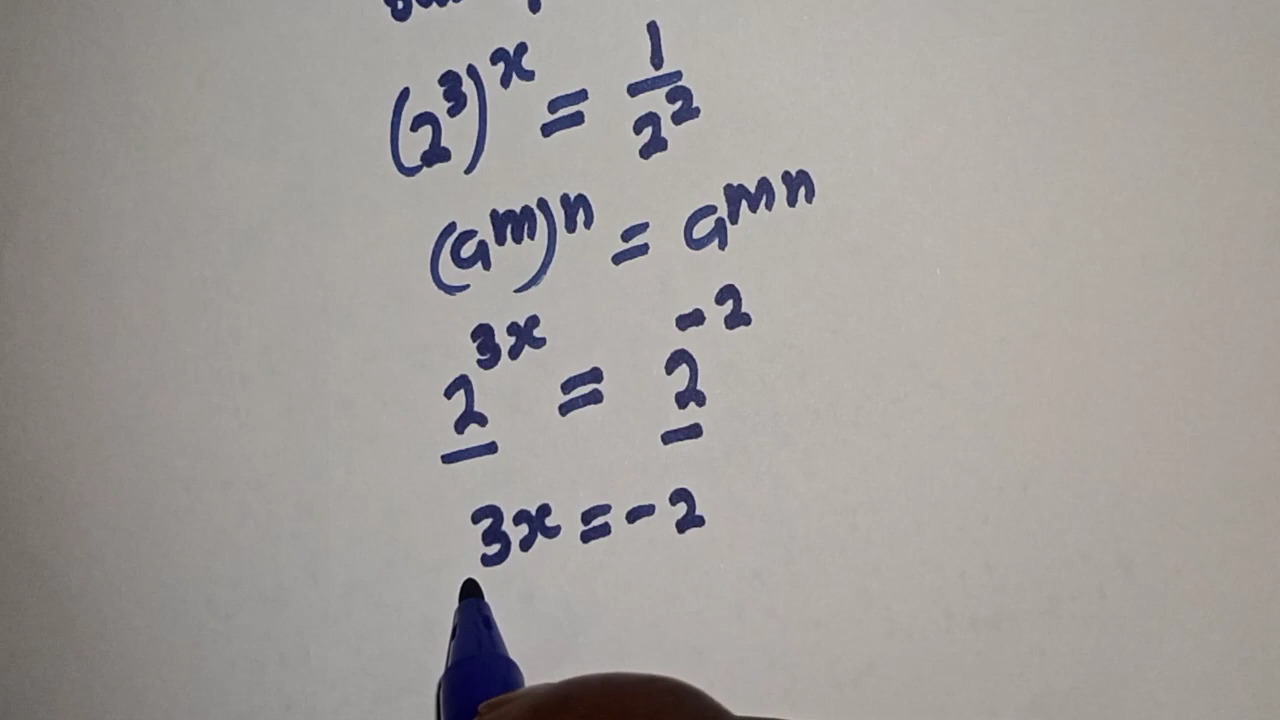 (2³)ˣ = 1/2²
(aᵐ)ⁿ = aᵐⁿ
2³ˣ = 2⁻²
3x = -2